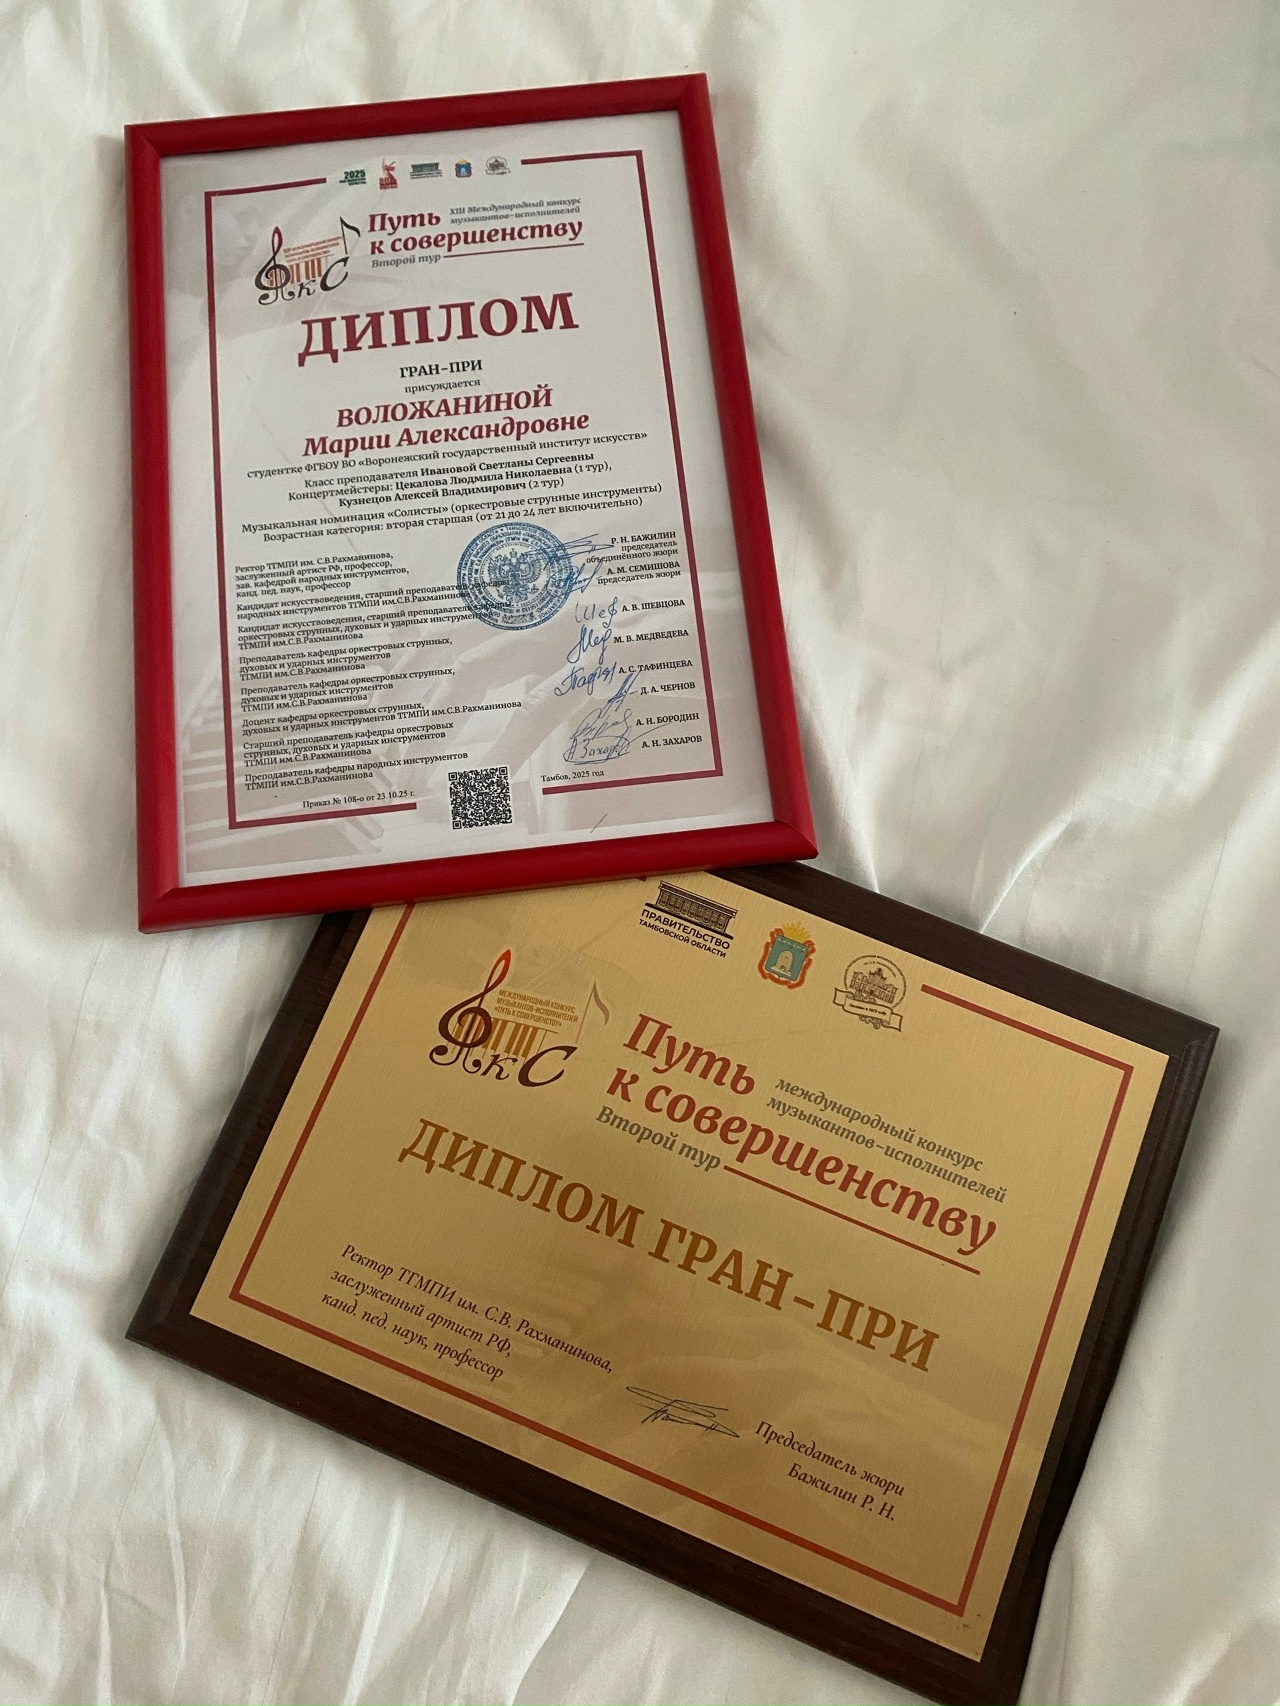 2025
XIII Международный конкурс
музыкантов-исполнителей
Путь
к совершенству
Второй тур
ПкС
ДИПЛОМ
ГРАН-ПРИ
присуждается
ВОЛОЖАНИНОЙ
Марии Александровне
студентке ФГБОУ ВО «Воронежский государственный институт искусств»
Класс преподавателя Ивановой Светланы Сергеевны
Концертмейстеры: Цекалова Людмила Николаевна (1 тур),
Кузнецов Алексей Владимирович (2 тур)
Музыкальная номинация «Солисты» (оркестровые струнные инструменты)
Возрастная категория: вторая старшая (от 21 до 24 лет включительно)
Ректор ТГМПИ им. С.В.Рахманинова,
заслуженный артист РФ, профессор,
зав. кафедрой народных инструментов,
канд. пед. наук, профессор
Р. Н. БАЖИЛИН
председатель
объединённого жюри
Кандидат искусствоведения, старший преподаватель кафедры
народных инструментов ТГМПИ им.С.В.Рахманинова
А. М. СЕМИШОВА
председатель жюри
Кандидат искусствоведения, старший преподаватель кафедры
оркестровых струнных, духовых и ударных инструментов
ТГМПИ им.С.В.Рахманинова
А. В. ШЕВЦОВА
Преподаватель кафедры оркестровых струнных,
духовых и ударных инструментов
ТГМПИ им.С.В.Рахманинова
М. В. МЕДВЕДЕВА
Преподаватель кафедры оркестровых струнных,
духовых и ударных инструментов
ТГМПИ им.С.В.Рахманинова
А. С. ТАФИНЦЕВА
Доцент кафедры оркестровых струнных,
духовых и ударных инструментов ТГМПИ им.С.В.Рахманинова
Д. А. ЧЕРНОВ
Старший преподаватель кафедры оркестровых
струнных, духовых и ударных инструментов
ТГМПИ им.С.В.Рахманинова
А. Н. БОРОДИН
Преподаватель кафедры народных инструментов
ТГМПИ им.С.В.Рахманинова
А. Н. ЗАХАРОВ
Приказ № 108-о от 23.10.25 г.
Тамбов, 2025 год
ПРАВИТЕЛЬСТВО
ТАМБОВСКОЙ ОБЛАСТИ
МЕЖДУНАРОДНЫЙ КОНКУРС
МУЗЫКАНТОВ-ИСПОЛНИТЕЛЕЙ
«ПУТЬ К СОВЕРШЕНСТВУ»
ПкС
Путь
к совершенству
международный конкурс
музыкантов-исполнителей
Второй тур
ДИПЛОМ ГРАН-ПРИ
Ректор ТГМПИ им. С.В. Рахманинова,
заслуженный артист РФ,
канд. пед. наук, профессор
Председатель жюри
Бажилин Р. Н.